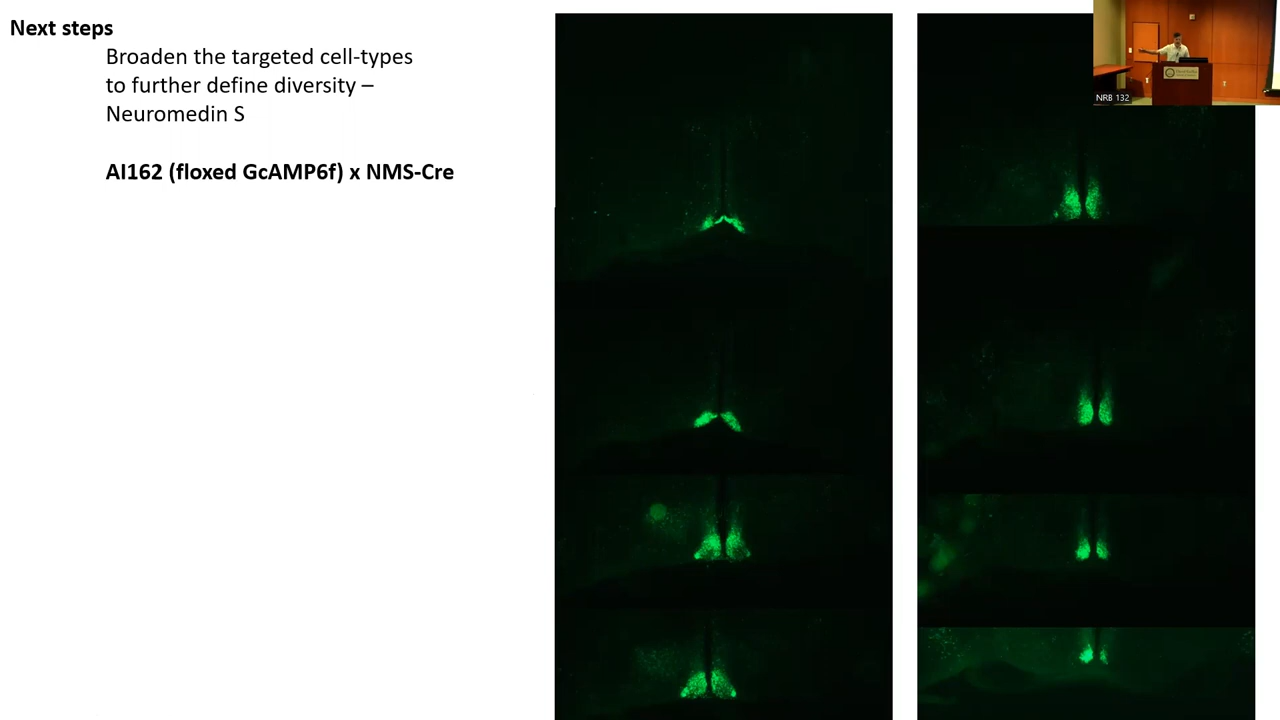 Next steps
Broaden the targeted cell-types
to further define diversity –
Neuromedin S
AI162 (floxed GcAMP6f) x NMS-Cre
NRB 132